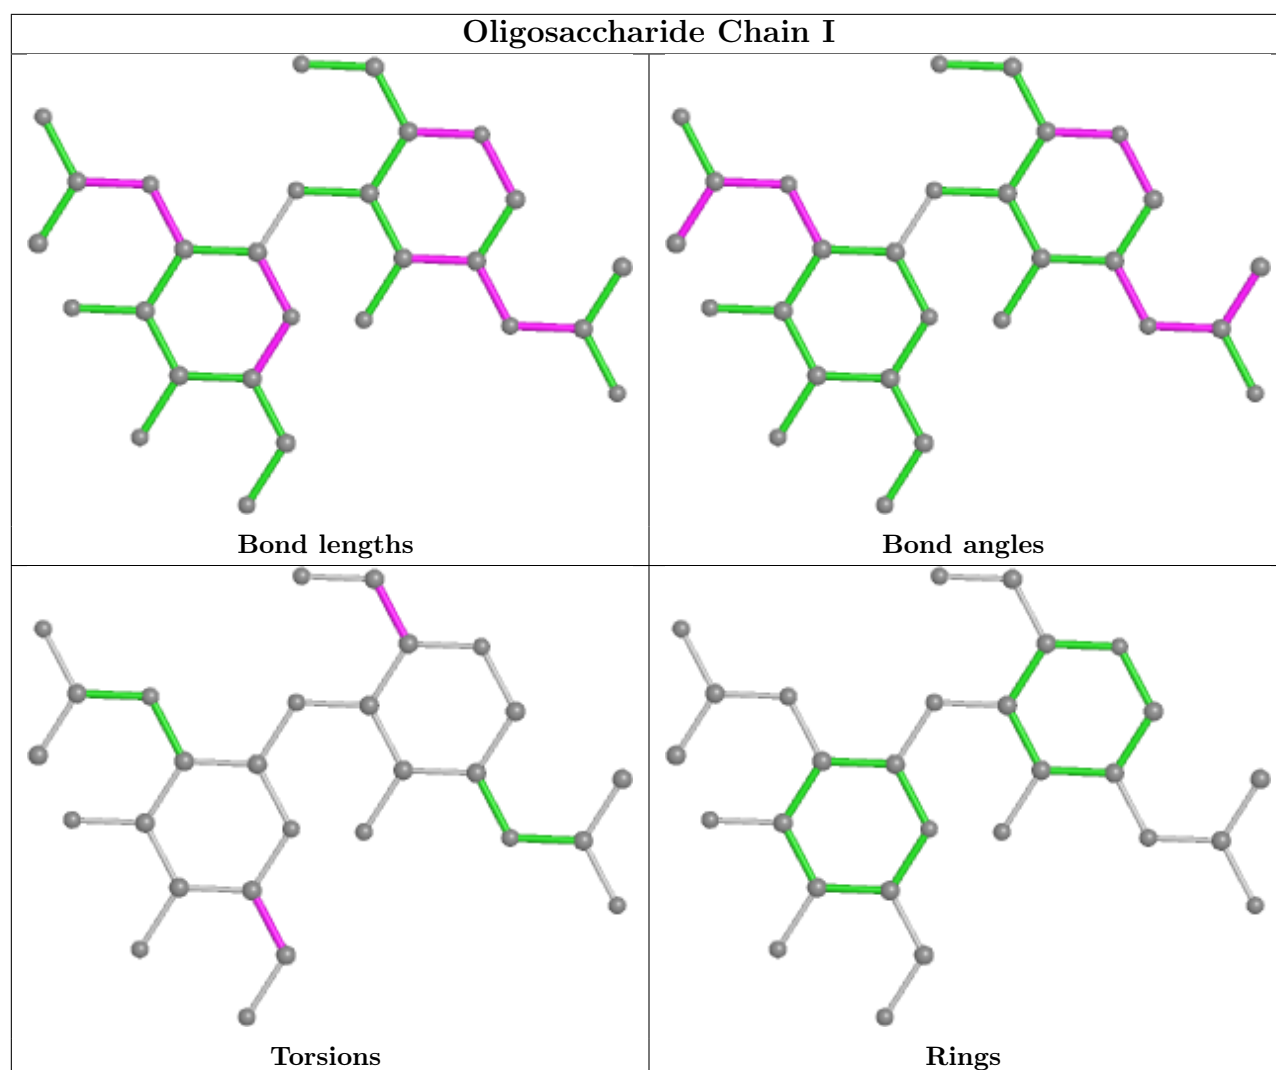 Oligosaccharide Chain I
Bond lengths
Bond angles
Torsions
Rings